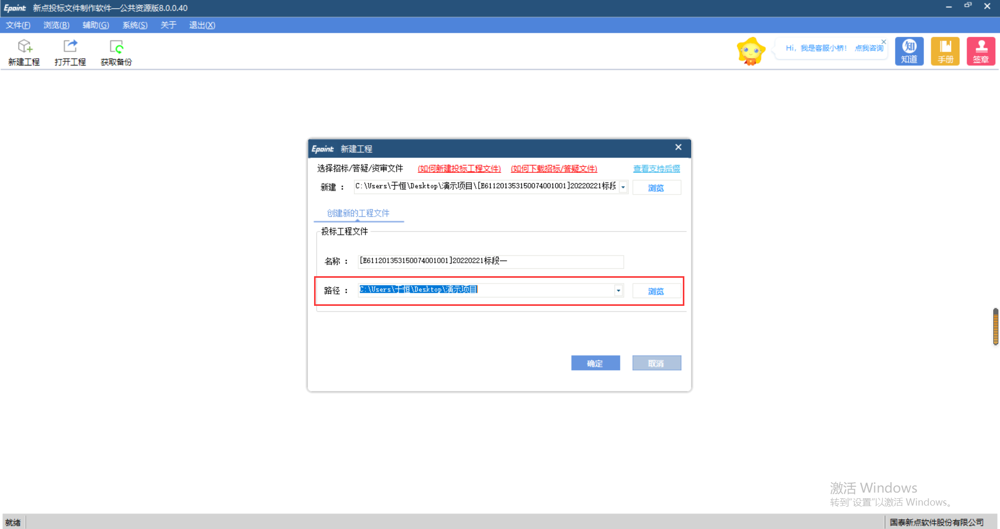 Epoint 新点投标文件制作软件—公共资源版8.0.0.40
文件(F) 浏览(B) 辅助(G) 系统(S) 关于 退出(X)
新建工程 打开工程 获取备份
Hi，我是客服小桥！ 点我咨询
知 知道 手册 签章
Epoint 新建工程
选择招标/答疑/资审文件 (如何新建投标工程文件) (如何下载招标/答疑文件) 查看支持后缀
新建 ： C:\Users\于恒\Desktop\演示项目\[E611201353150074001001]20220221标段 浏览
创建新的工程文件
投标工程文件
名称 ： [E611201353150074001001]20220221标段一
路径 ： C:\Users\于恒\Desktop\演示项目 浏览
确定 取消
激活 Windows
转到“设置”以激活 Windows。
就绪 国泰新点软件股份有限公司